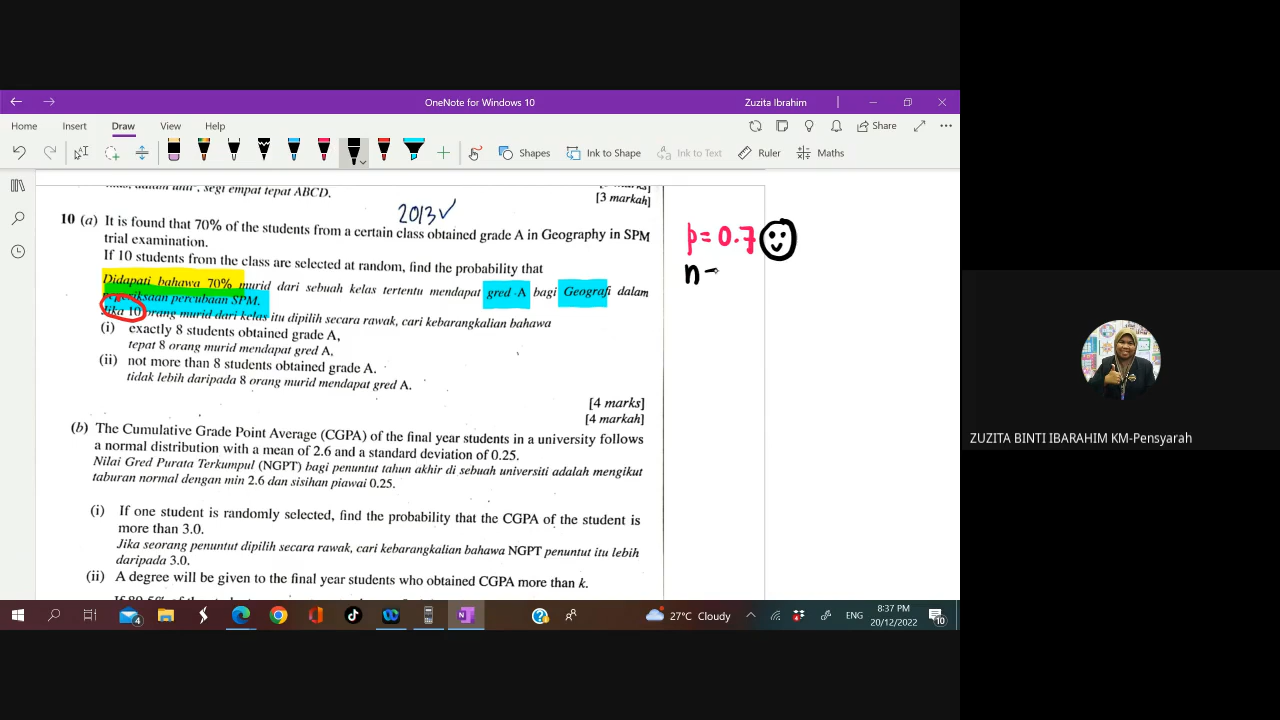 OneNote for Windows 10
Zuzita Ibrahim
Home Insert Draw View Help
Share
Shapes Ink to Shape Ink to Text Ruler Maths
segi empat tepat ABCD.
[3 markah]
2013✓
10 (a) It is found that 70% of the students from a certain class obtained grade A in Geography in SPM
trial examination.
If 10 students from the class are selected at random, find the probability that
Didapati bahawa 70% murid dari sebuah kelas tertentu mendapat gred A bagi Geografi dalam
peperiksaan percubaan SPM.
Jika 10 orang murid dari kelas itu dipilih secara rawak, cari kebarangkalian bahawa
(i) exactly 8 students obtained grade A,
tepat 8 orang murid mendapat gred A,
(ii) not more than 8 students obtained grade A.
tidak lebih daripada 8 orang murid mendapat gred A.
[4 marks]
[4 markah]
(b) The Cumulative Grade Point Average (CGPA) of the final year students in a university follows
a normal distribution with a mean of 2.6 and a standard deviation of 0.25.
Nilai Gred Purata Terkumpul (NGPT) bagi penuntut tahun akhir di sebuah universiti adalah mengikut
taburan normal dengan min 2.6 dan sisihan piawai 0.25.
(i) If one student is randomly selected, find the probability that the CGPA of the student is
more than 3.0.
Jika seorang penuntut dipilih secara rawak, cari kebarangkalian bahawa NGPT penuntut itu lebih
daripada 3.0.
(ii) A degree will be given to the final year students who obtained CGPA more than k.
p = 0.7
n -
ZUZITA BINTI IBARAHIM KM-Pensyarah
4
27°C Cloudy
ENG
8:37 PM
20/12/2022
10